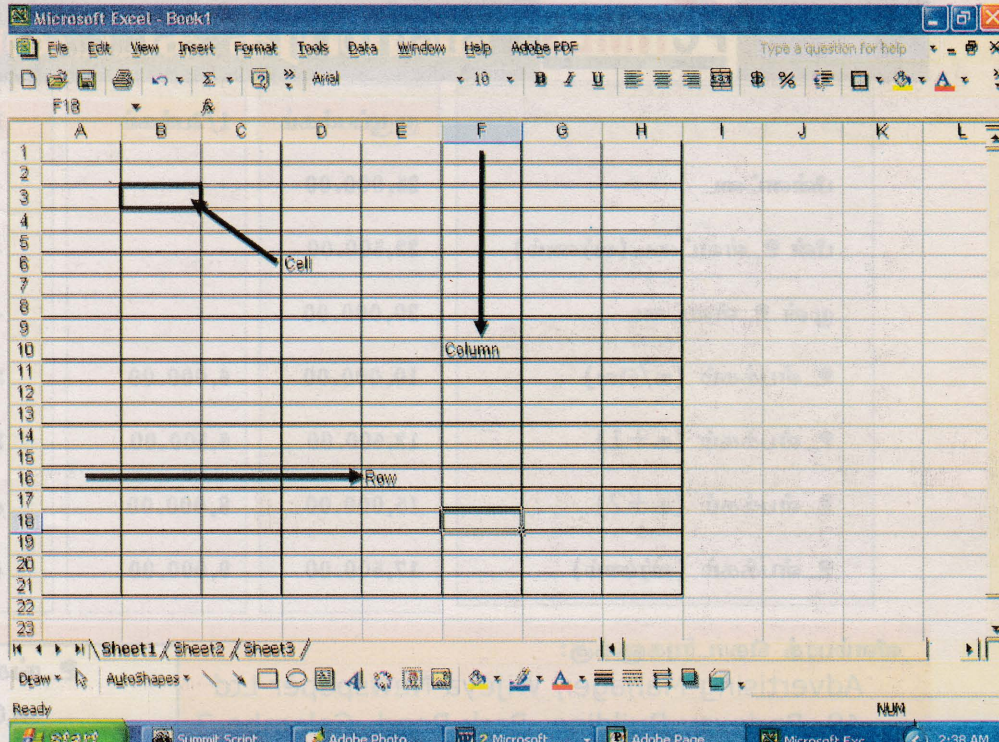 Microsoft Excel - Book1
File Edit View Insert Format Tools Data Window Help Adobe PDF Type a question for help
Arial 10 B I U $ %
F18 fx
A B C D E F G H I J K L
1
2
3
4
5
6 Cell
7
8
9
10 Column
11
12
13
14
15
16 Row
17
18
19
20
21
22
23
Sheet1 Sheet2 Sheet3
Draw AutoShapes
Ready NUM
start Summit Script Adobe Photo 2 Microsoft Adobe Page Microsoft Exc 2:38 AM